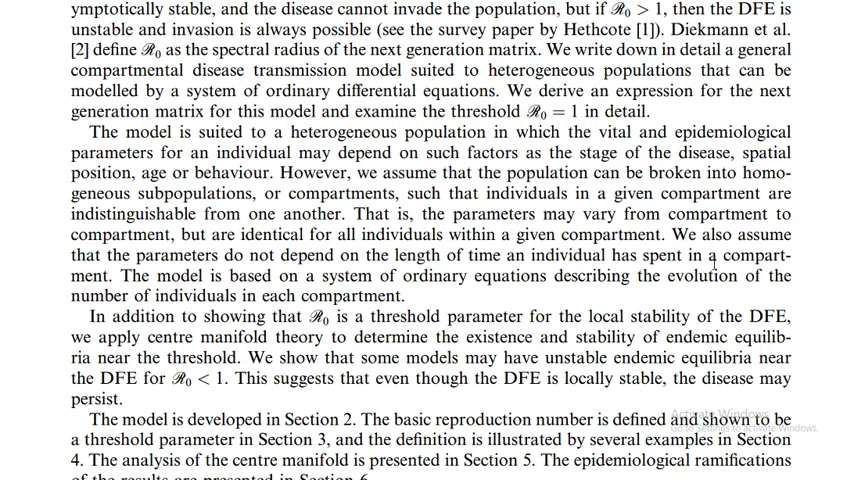 ymptotically stable, and the disease cannot invade the population, but if ℛ₀ > 1, then the DFE is
unstable and invasion is always possible (see the survey paper by Hethcote [1]). Diekmann et al.
[2] define ℛ₀ as the spectral radius of the next generation matrix. We write down in detail a general
compartmental disease transmission model suited to heterogeneous populations that can be
modelled by a system of ordinary differential equations. We derive an expression for the next
generation matrix for this model and examine the threshold ℛ₀ = 1 in detail.
The model is suited to a heterogeneous population in which the vital and epidemiological
parameters for an individual may depend on such factors as the stage of the disease, spatial
position, age or behaviour. However, we assume that the population can be broken into homo-
geneous subpopulations, or compartments, such that individuals in a given compartment are
indistinguishable from one another. That is, the parameters may vary from compartment to
compartment, but are identical for all individuals within a given compartment. We also assume
that the parameters do not depend on the length of time an individual has spent in a compart-
ment. The model is based on a system of ordinary equations describing the evolution of the
number of individuals in each compartment.
In addition to showing that ℛ₀ is a threshold parameter for the local stability of the DFE,
we apply centre manifold theory to determine the existence and stability of endemic equilib-
ria near the threshold. We show that some models may have unstable endemic equilibria near
the DFE for ℛ₀ < 1. This suggests that even though the DFE is locally stable, the disease may
persist.
The model is developed in Section 2. The basic reproduction number is defined and shown to be
a threshold parameter in Section 3, and the definition is illustrated by several examples in Section
4. The analysis of the centre manifold is presented in Section 5. The epidemiological ramifications
of the results are presented in Section 6.
Activate Windows
Go to Settings to activate Windows.